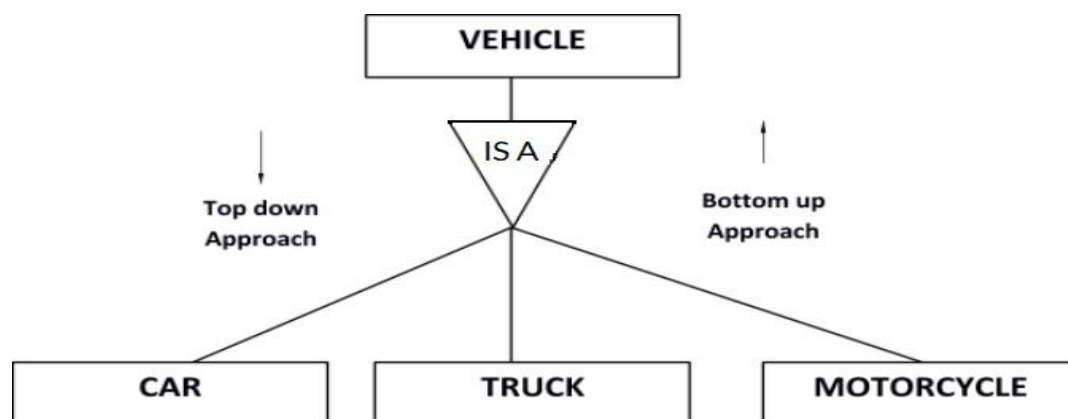 VEHICLE
IS A ,
Top down
Approach
Bottom up
Approach
CAR
TRUCK
MOTORCYCLE